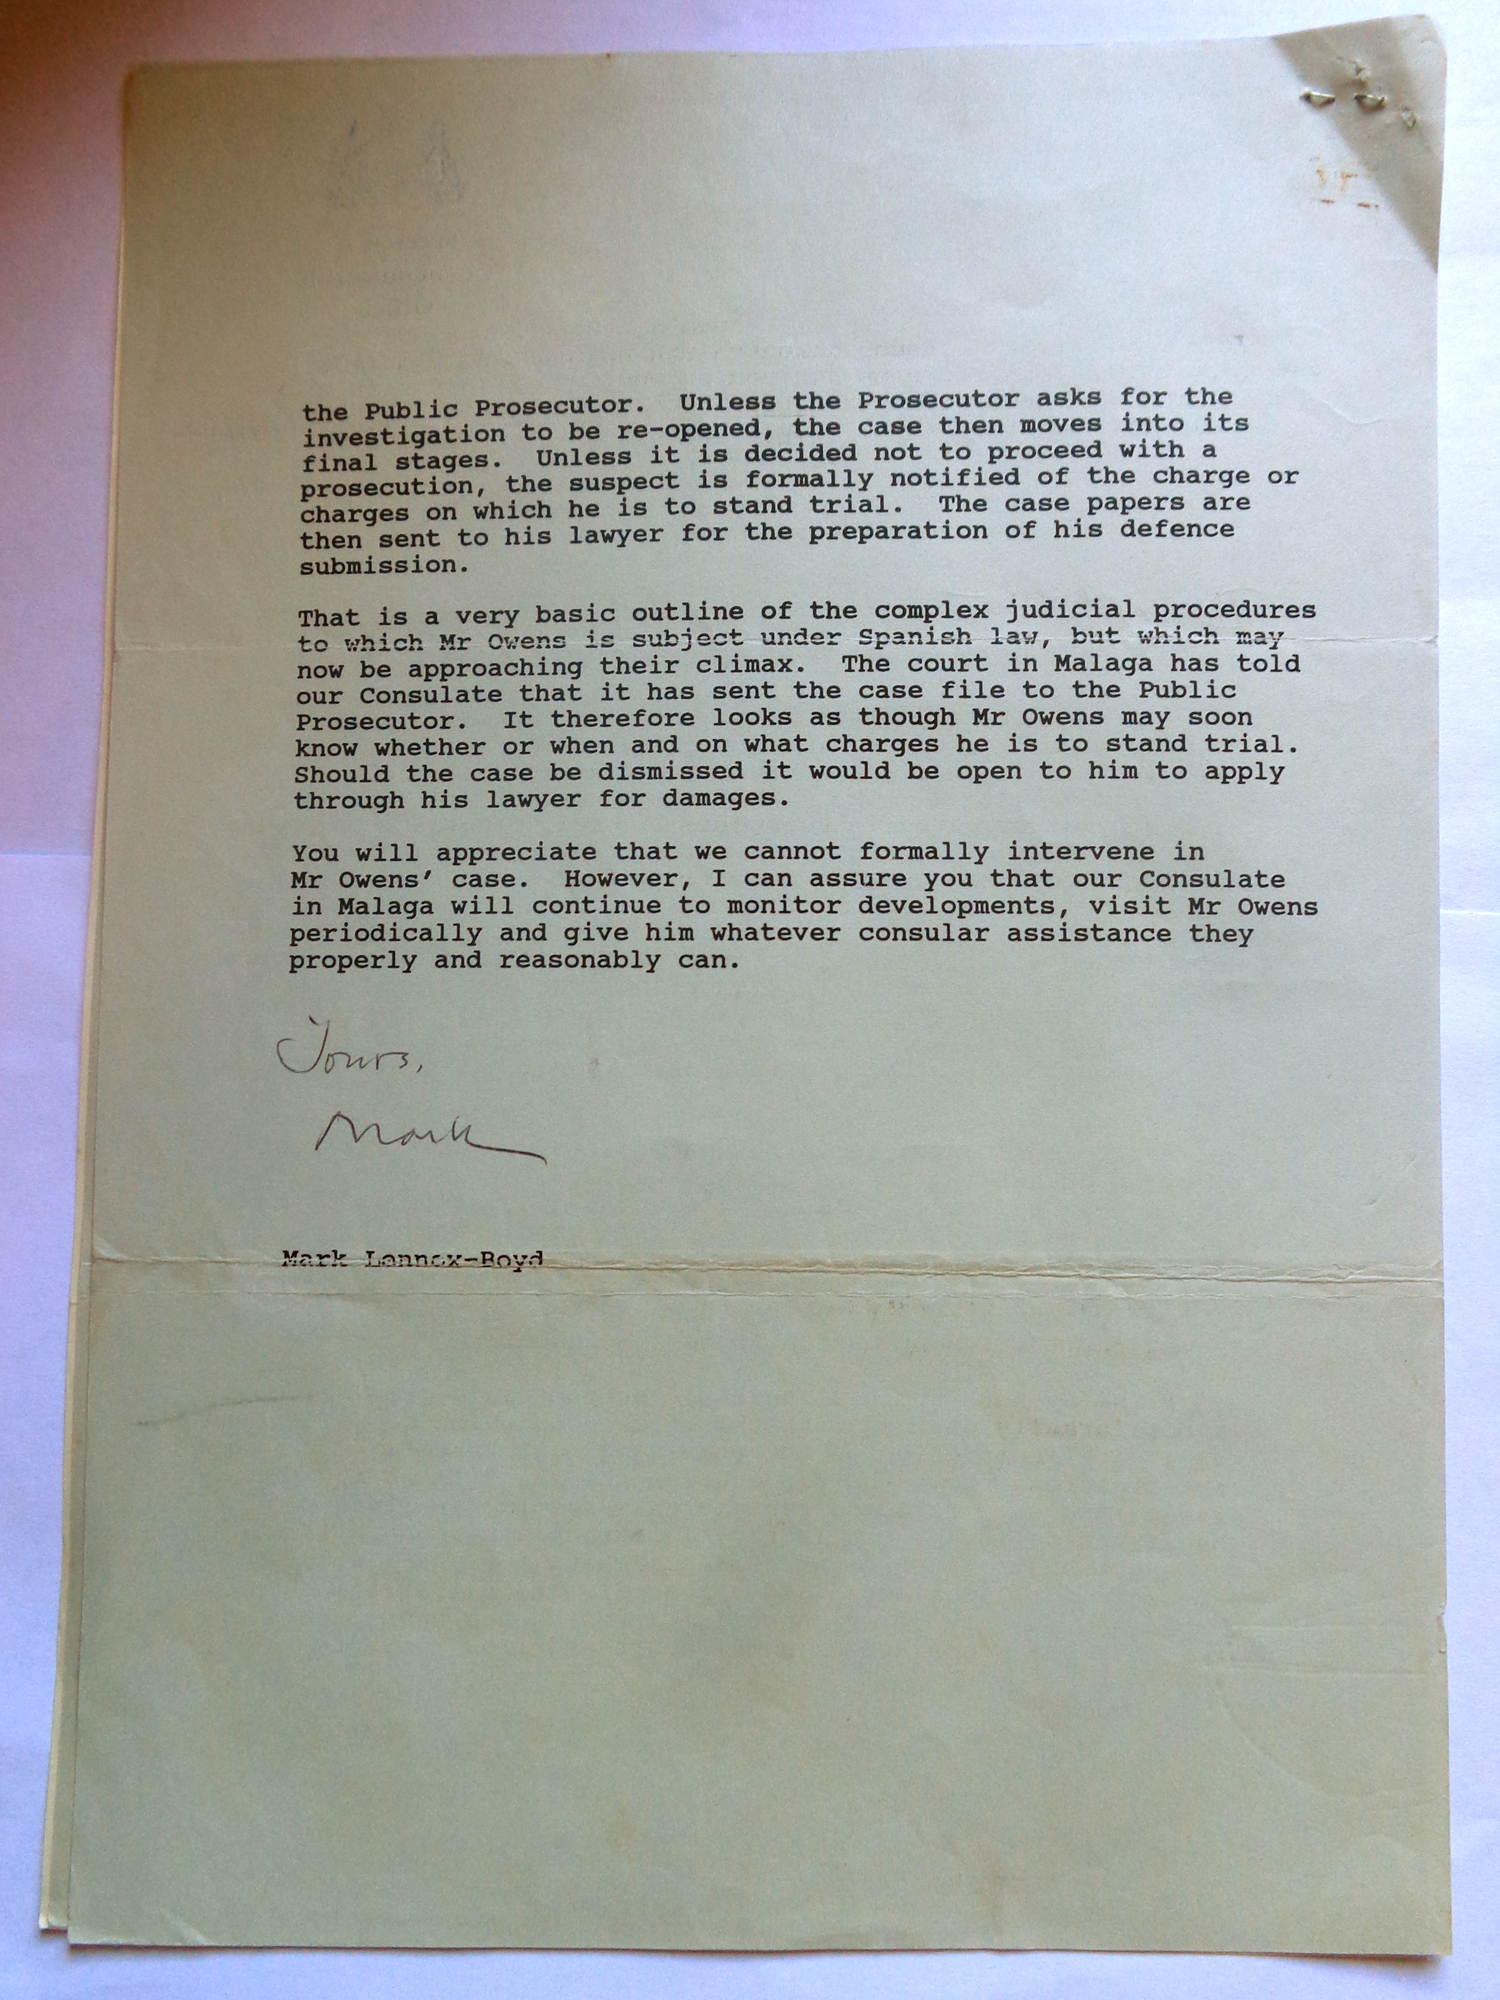 the Public Prosecutor.  Unless the Prosecutor asks for the
investigation to be re-opened, the case then moves into its
final stages.  Unless it is decided not to proceed with a
prosecution, the suspect is formally notified of the charge or
charges on which he is to stand trial.  The case papers are
then sent to his lawyer for the preparation of his defence
submission.
That is a very basic outline of the complex judicial procedures
to which Mr Owens is subject under Spanish law, but which may
now be approaching their climax.  The court in Malaga has told
our Consulate that it has sent the case file to the Public
Prosecutor.  It therefore looks as though Mr Owens may soon
know whether or when and on what charges he is to stand trial.
Should the case be dismissed it would be open to him to apply
through his lawyer for damages.
You will appreciate that we cannot formally intervene in
Mr Owens' case.  However, I can assure you that our Consulate
in Malaga will continue to monitor developments, visit Mr Owens
periodically and give him whatever consular assistance they
properly and reasonably can.
Yours,
Mark
Mark Lennox-Boyd